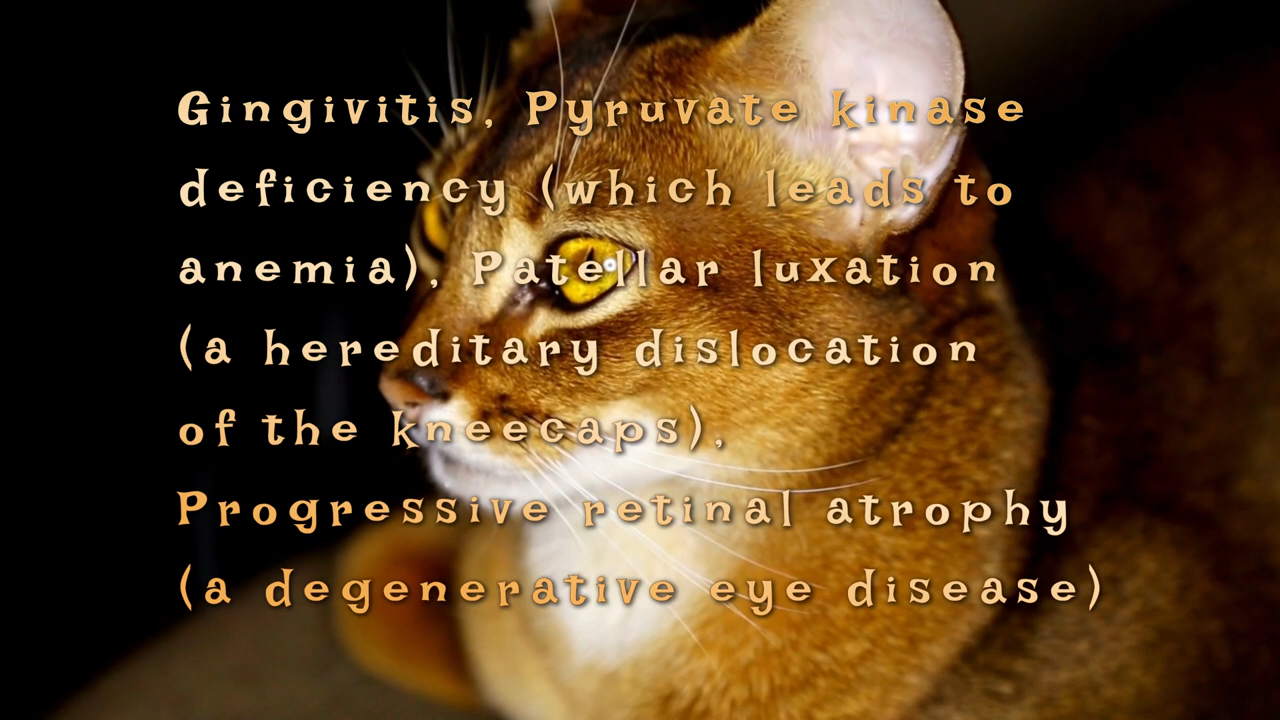 Gingivitis, Pyruvate kinase
deficiency (which leads to
anemia), Patellar luxation
(a hereditary dislocation
of the kneecaps),
Progressive retinal atrophy
(a degenerative eye disease)